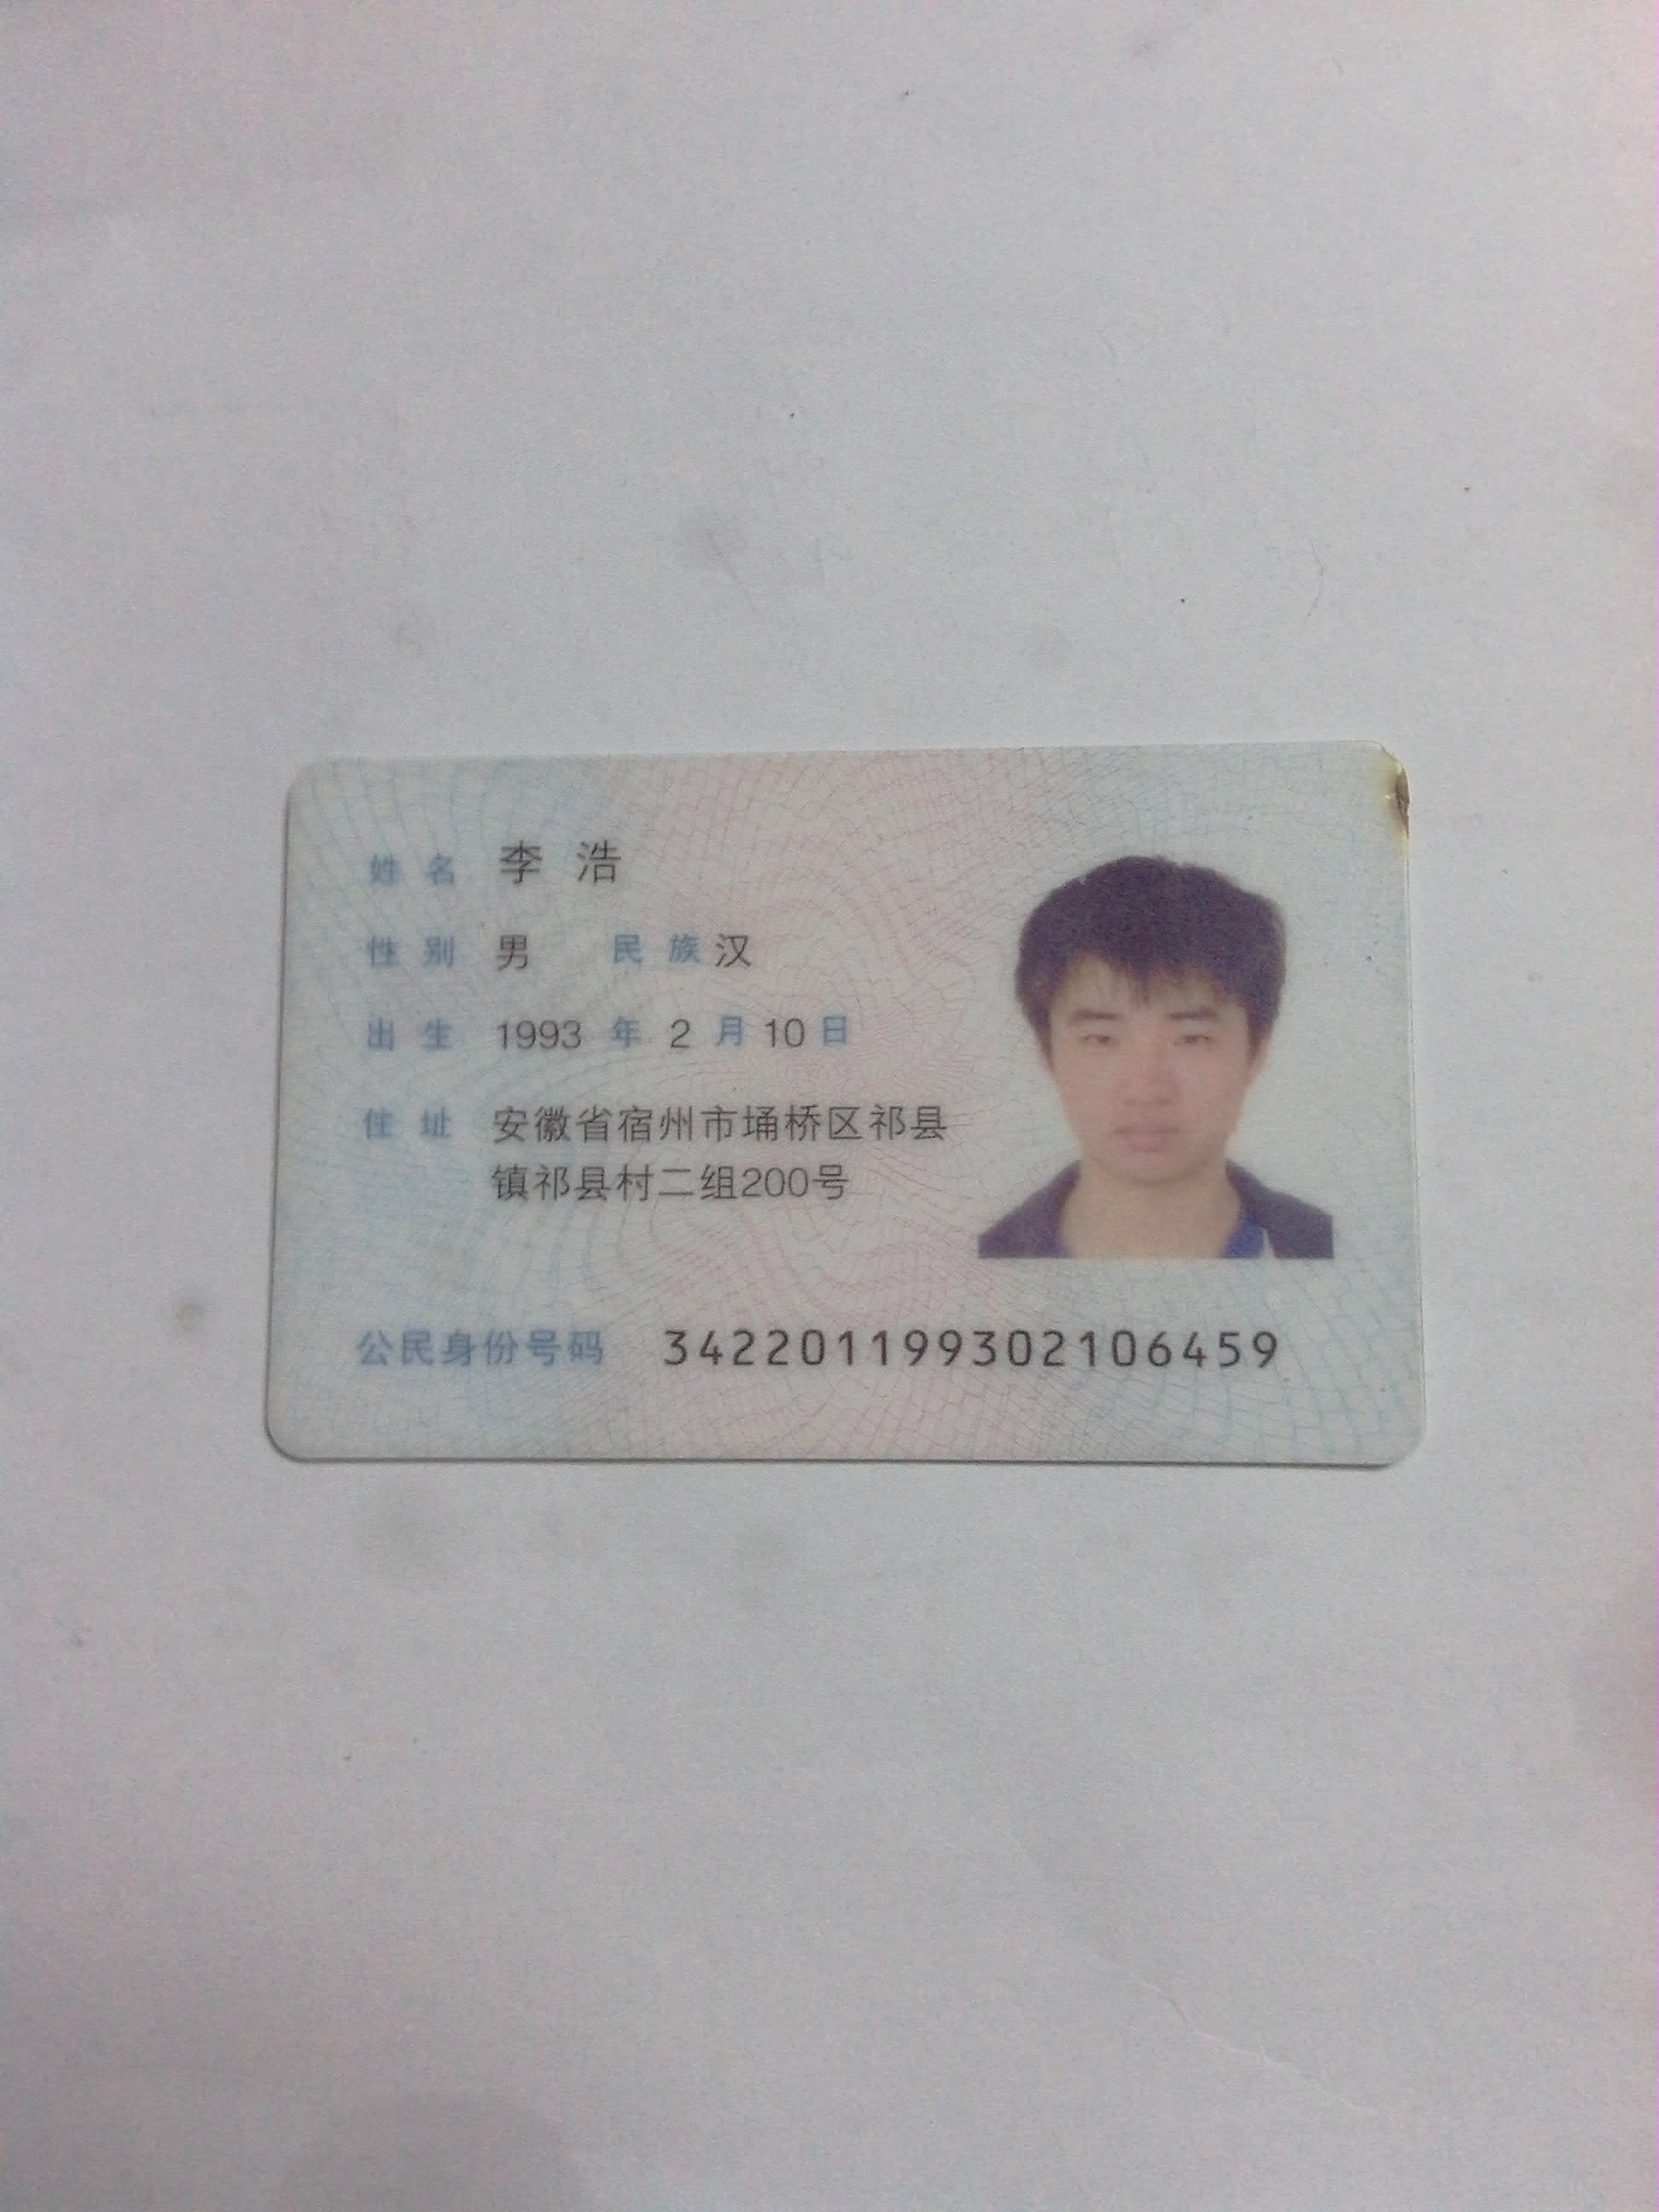 姓名 李浩
性别 男 民族 汉
出生 1993 年 2 月 10 日
住址 安徽省宿州市埇桥区祁县
镇祁县村二组200号
公民身份号码 342201199302106459